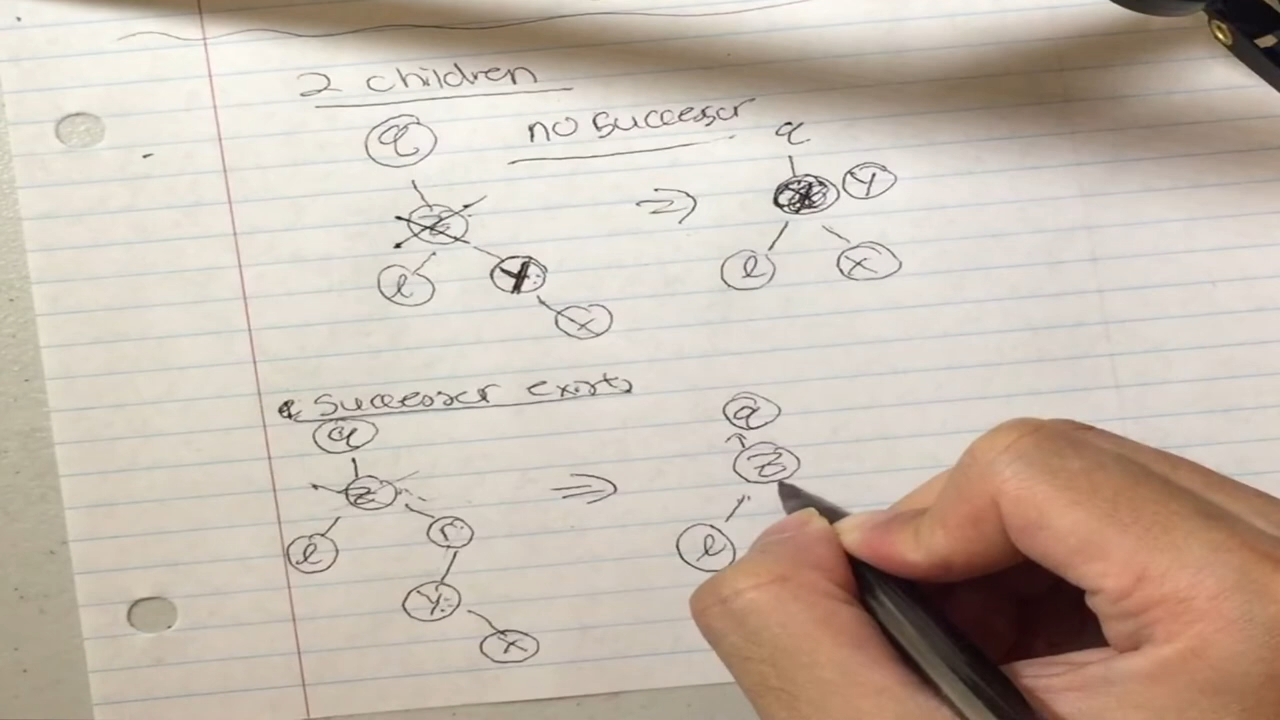 2 children
no successor
q
q
z
y
l
y
l
x
x
successor exists
q
q
z
z
l
r
l
y
x